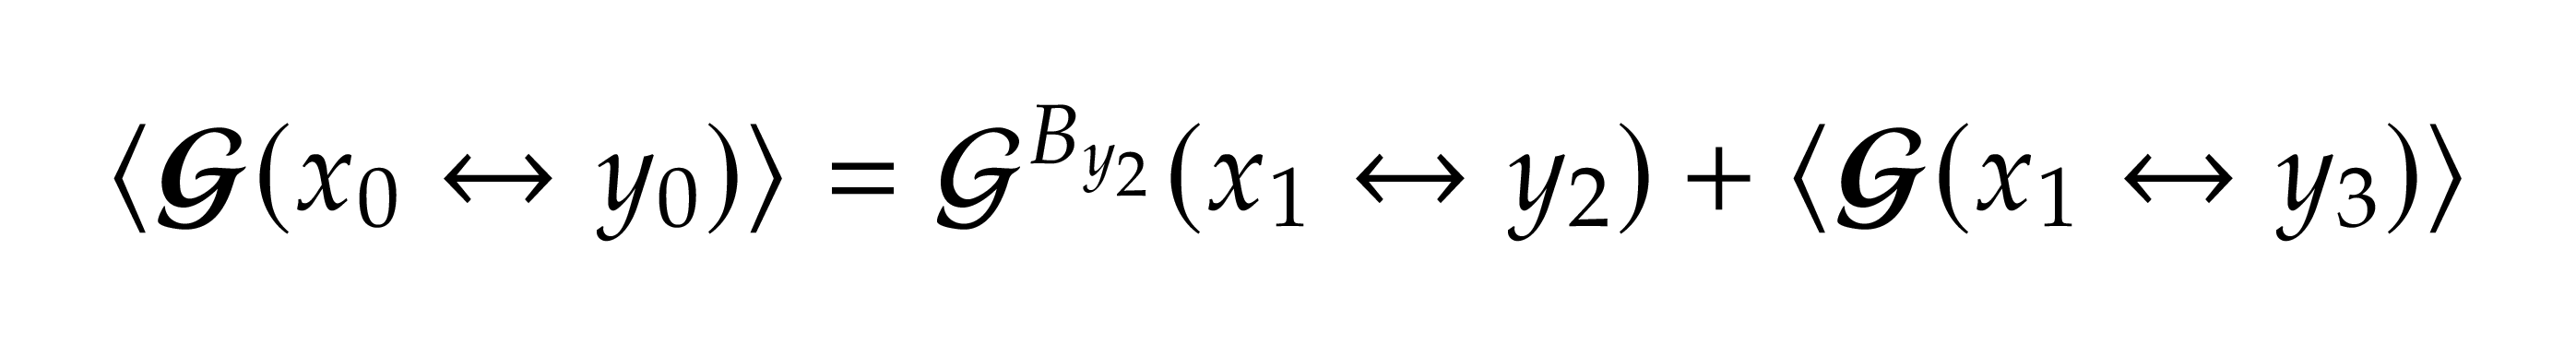 ⟨𝓖(x₀ ↔ y₀)⟩ = 𝓖^{B_{y₂}}(x₁ ↔ y₂) + ⟨𝓖(x₁ ↔ y₃)⟩